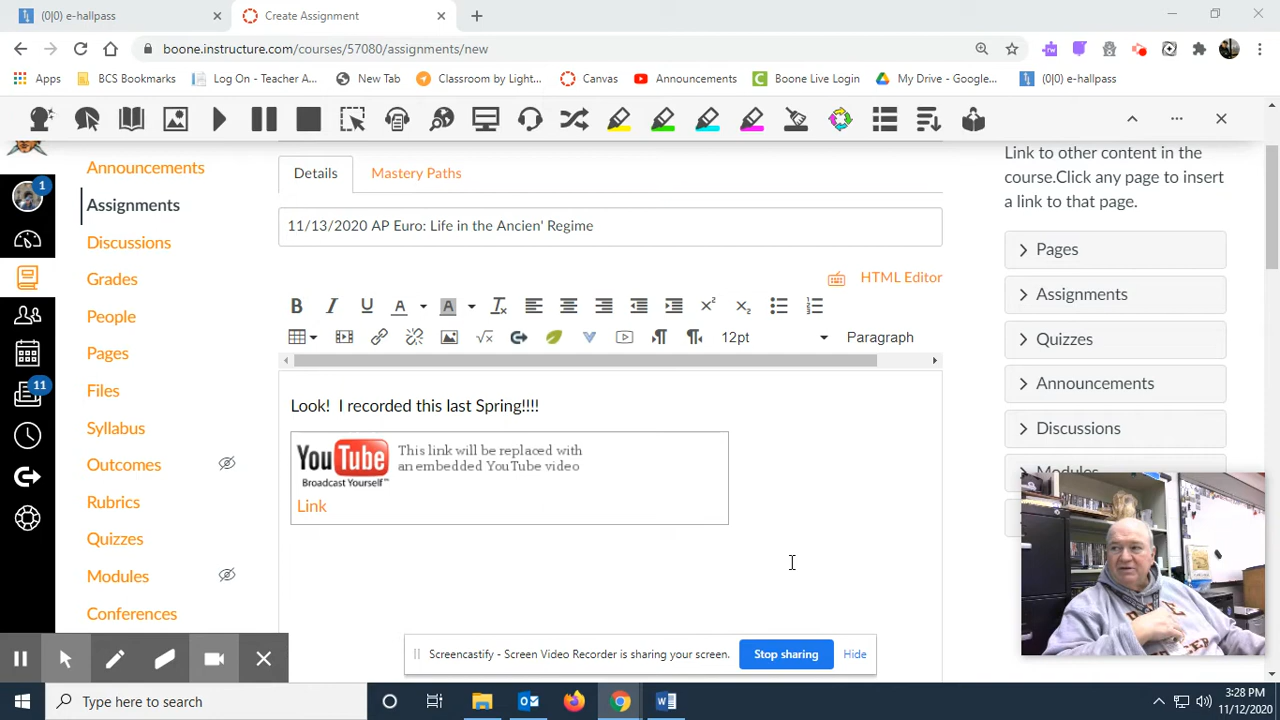 (0|0) e-hallpass
Create Assignment
boone.instructure.com/courses/57080/assignments/new
Apps
BCS Bookmarks
Log On - Teacher A...
New Tab
Classroom by Light...
Canvas
Announcements
Boone Live Login
My Drive - Google...
(0|0) e-hallpass
1
11
Announcements
Assignments
Discussions
Grades
People
Pages
Files
Syllabus
Outcomes
Rubrics
Quizzes
Modules
Conferences
Details
Mastery Paths
11/13/2020 AP Euro: Life in the Ancien' Regime
HTML Editor
12pt
Paragraph
Look!  I recorded this last Spring!!!!
YouTube
Broadcast Yourself™
This link will be replaced with
an embedded YouTube video
Link
Link to other content in the
course.Click any page to insert
a link to that page.
Pages
Assignments
Quizzes
Announcements
Discussions
Modules
Screencastify - Screen Video Recorder is sharing your screen.
Stop sharing
Hide
Type here to search
3:28 PM
11/12/2020